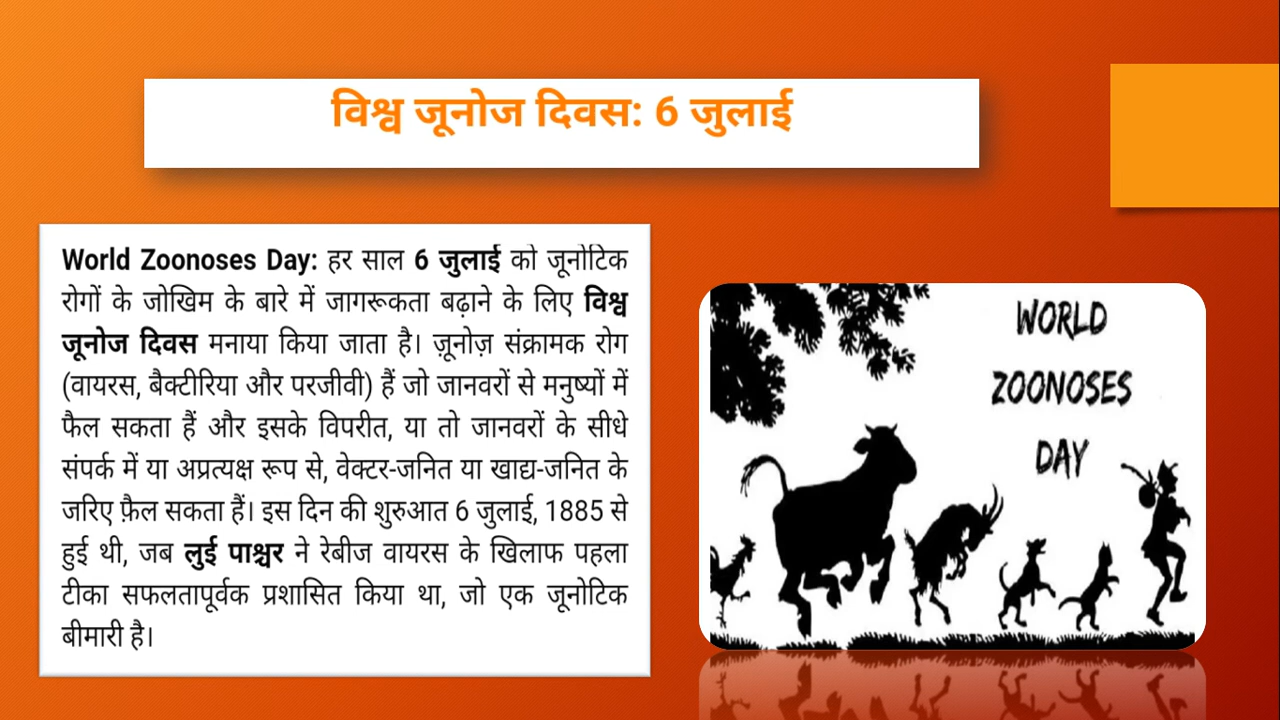 विश्व जूनोज दिवस: 6 जुलाई
World Zoonoses Day: हर साल 6 जुलाई को जूनोटिक
रोगों के जोखिम के बारे में जागरूकता बढ़ाने के लिए विश्व
जूनोज दिवस मनाया किया जाता है। ज़ूनोज़ संक्रामक रोग
(वायरस, बैक्टीरिया और परजीवी) हैं जो जानवरों से मनुष्यों में
फैल सकता हैं और इसके विपरीत, या तो जानवरों के सीधे
संपर्क में या अप्रत्यक्ष रूप से, वेक्टर-जनित या खाद्य-जनित के
जरिए फ़ैल सकता हैं। इस दिन की शुरुआत 6 जुलाई, 1885 से
हुई थी, जब लुई पाश्चर ने रेबीज वायरस के खिलाफ पहला
टीका सफलतापूर्वक प्रशासित किया था, जो एक जूनोटिक
बीमारी है।
WORLD
ZOONOSES
DAY